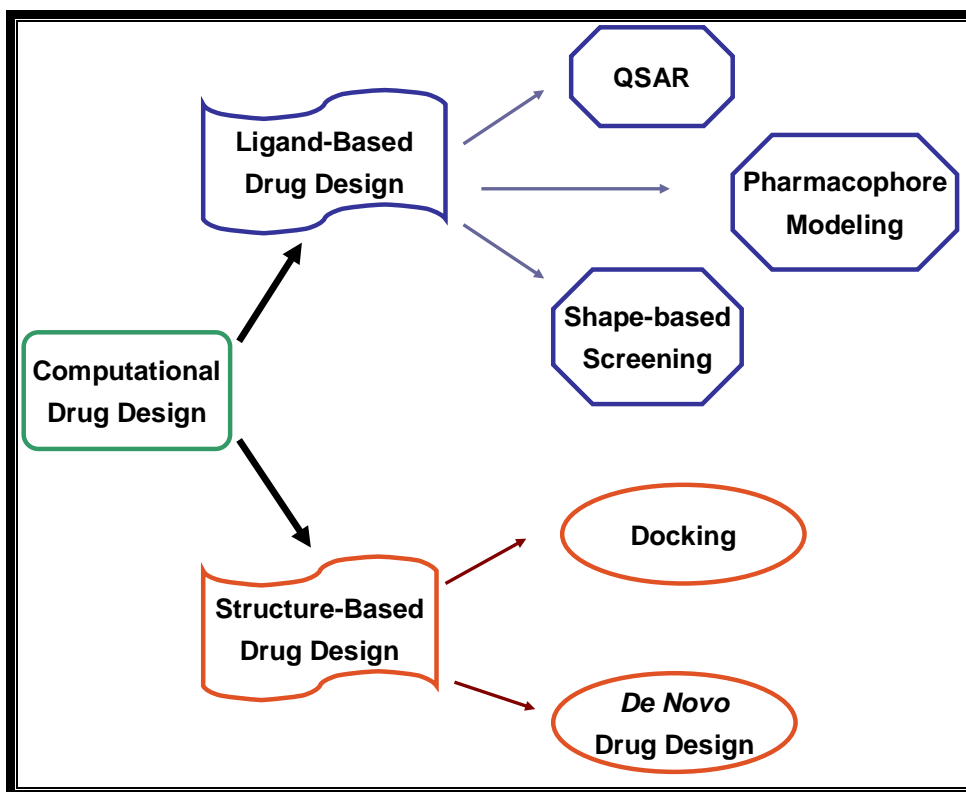 QSAR
Ligand-Based
Drug Design
Pharmacophore
Modeling
Shape-based
Screening
Computational
Drug Design
Docking
Structure-Based
Drug Design
De Novo
Drug Design